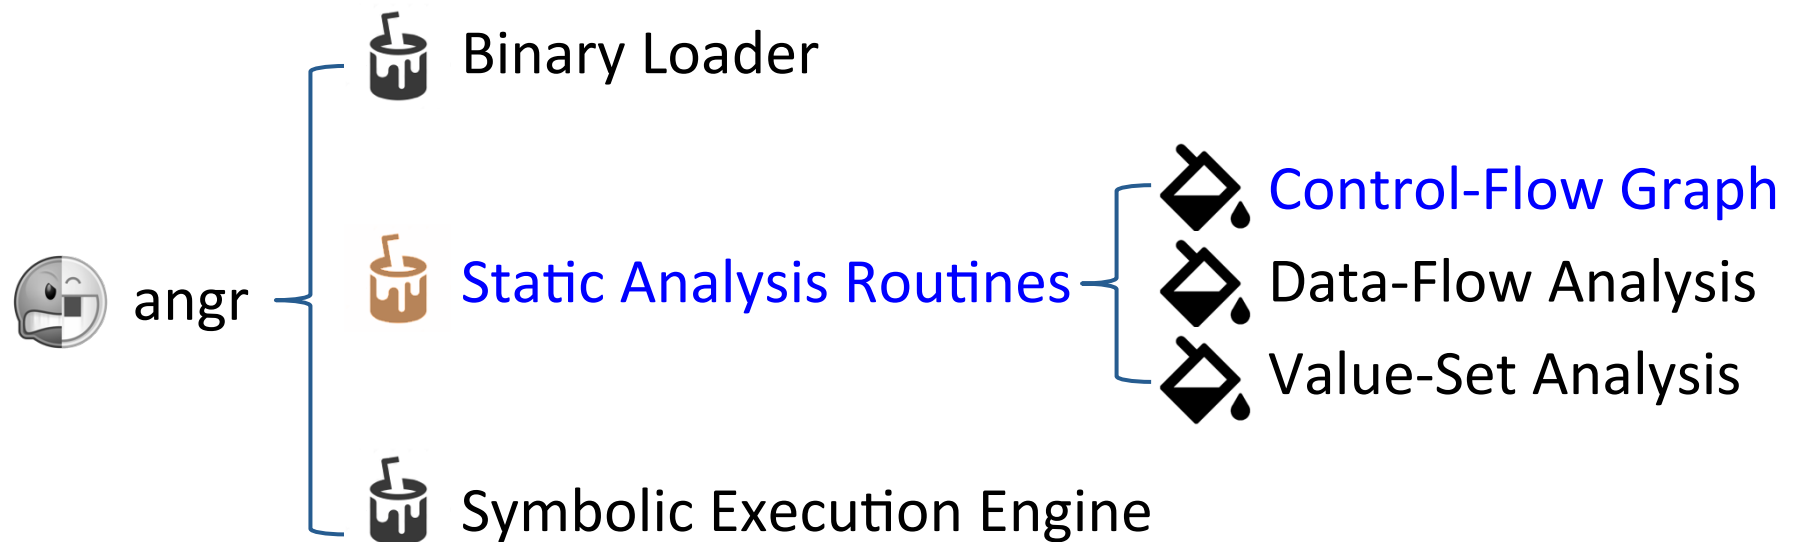 Binary Loader
Control-Flow Graph
angr
Static Analysis Routines
Data-Flow Analysis
Value-Set Analysis
Symbolic Execution Engine